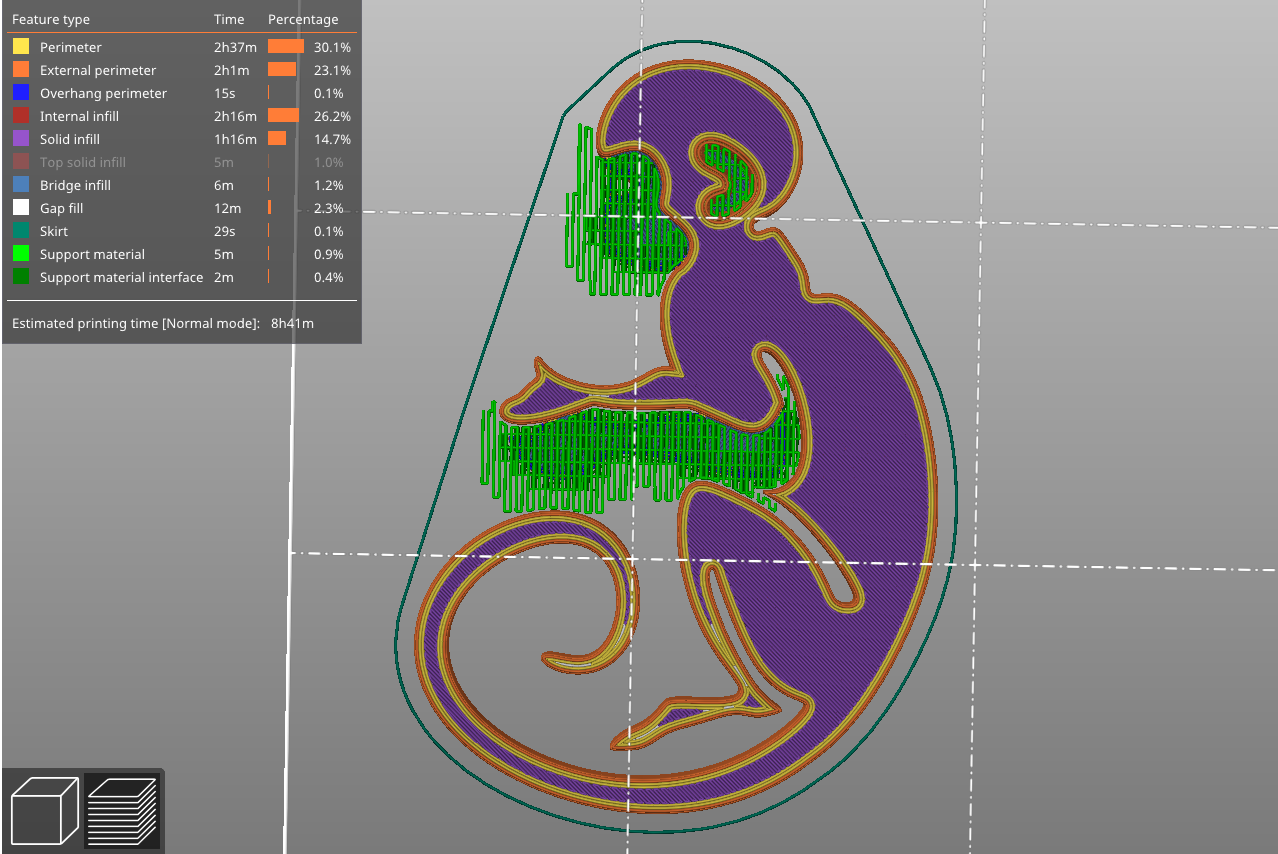 Feature type Time Percentage
Perimeter 2h37m 30.1%
External perimeter 2h1m 23.1%
Overhang perimeter 15s 0.1%
Internal infill 2h16m 26.2%
Solid infill 1h16m 14.7%
Top solid infill 5m 1.0%
Bridge infill 6m 1.2%
Gap fill 12m 2.3%
Skirt 29s 0.1%
Support material 5m 0.9%
Support material interface 2m 0.4%
Estimated printing time [Normal mode]: 8h41m